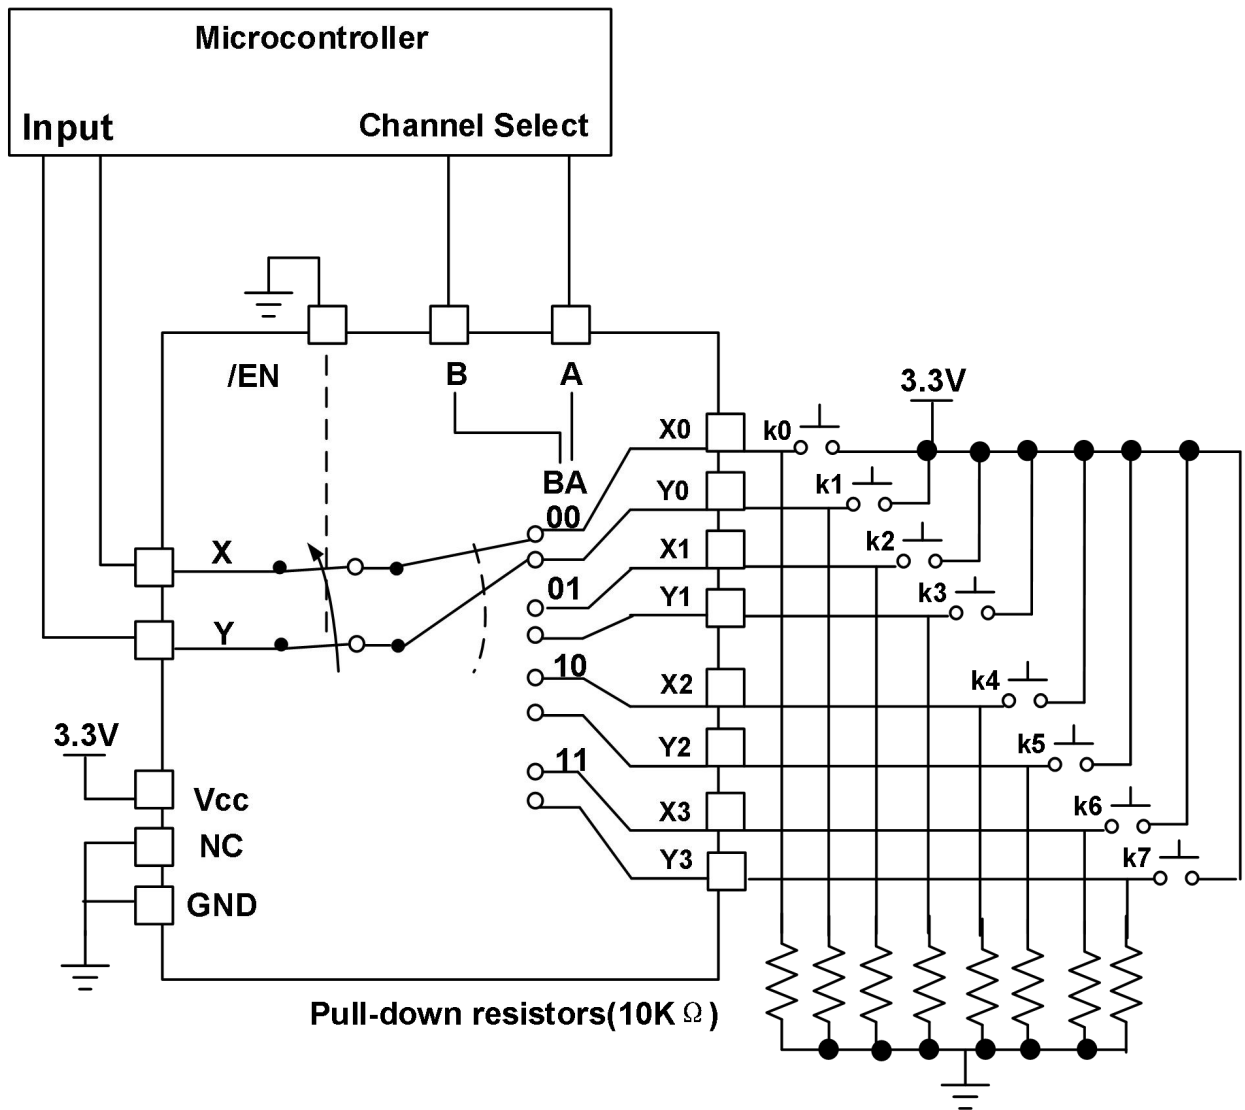 Microcontroller
Input
Channel Select
/EN
B
A
3.3V
X0
k0
BA
Y0
k1
00
X1
k2
X
01
Y1
k3
Y
10
X2
k4
3.3V
11
Y2
k5
Vcc
X3
k6
NC
Y3
k7
GND
Pull-down resistors(10KΩ)